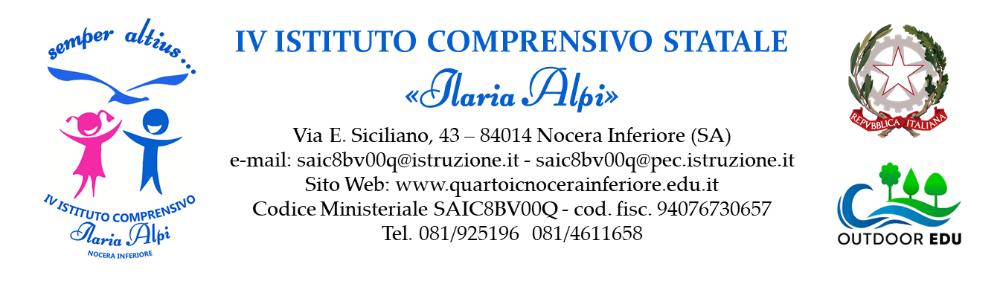 semper altius...
IV ISTITUTO COMPRENSIVO
Ilaria Alpi
NOCERA INFERIORE
IV ISTITUTO COMPRENSIVO STATALE
«Ilaria Alpi»
Via E. Siciliano, 43 – 84014 Nocera Inferiore (SA)
e-mail: saic8bv00q@istruzione.it - saic8bv00q@pec.istruzione.it
Sito Web: www.quartoicnocerainferiore.edu.it
Codice Ministeriale SAIC8BV00Q - cod. fisc. 94076730657
Tel. 081/925196 081/4611658
REPVBBLICA ITALIANA
OUTDOOR EDU